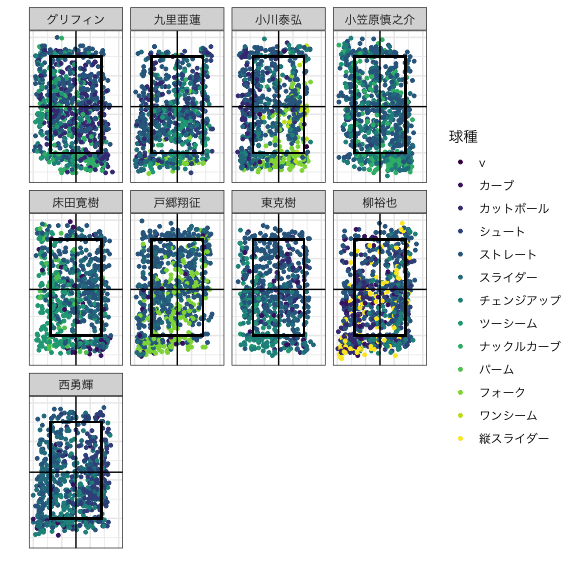 グリフィン
九里亜蓮
小川泰弘
小笠原慎之介
床田寛樹
戸郷翔征
東克樹
柳裕也
西勇輝
球種
v
カーブ
カットボール
シュート
ストレート
スライダー
チェンジアップ
ツーシーム
ナックルカーブ
パーム
フォーク
ワンシーム
縦スライダー